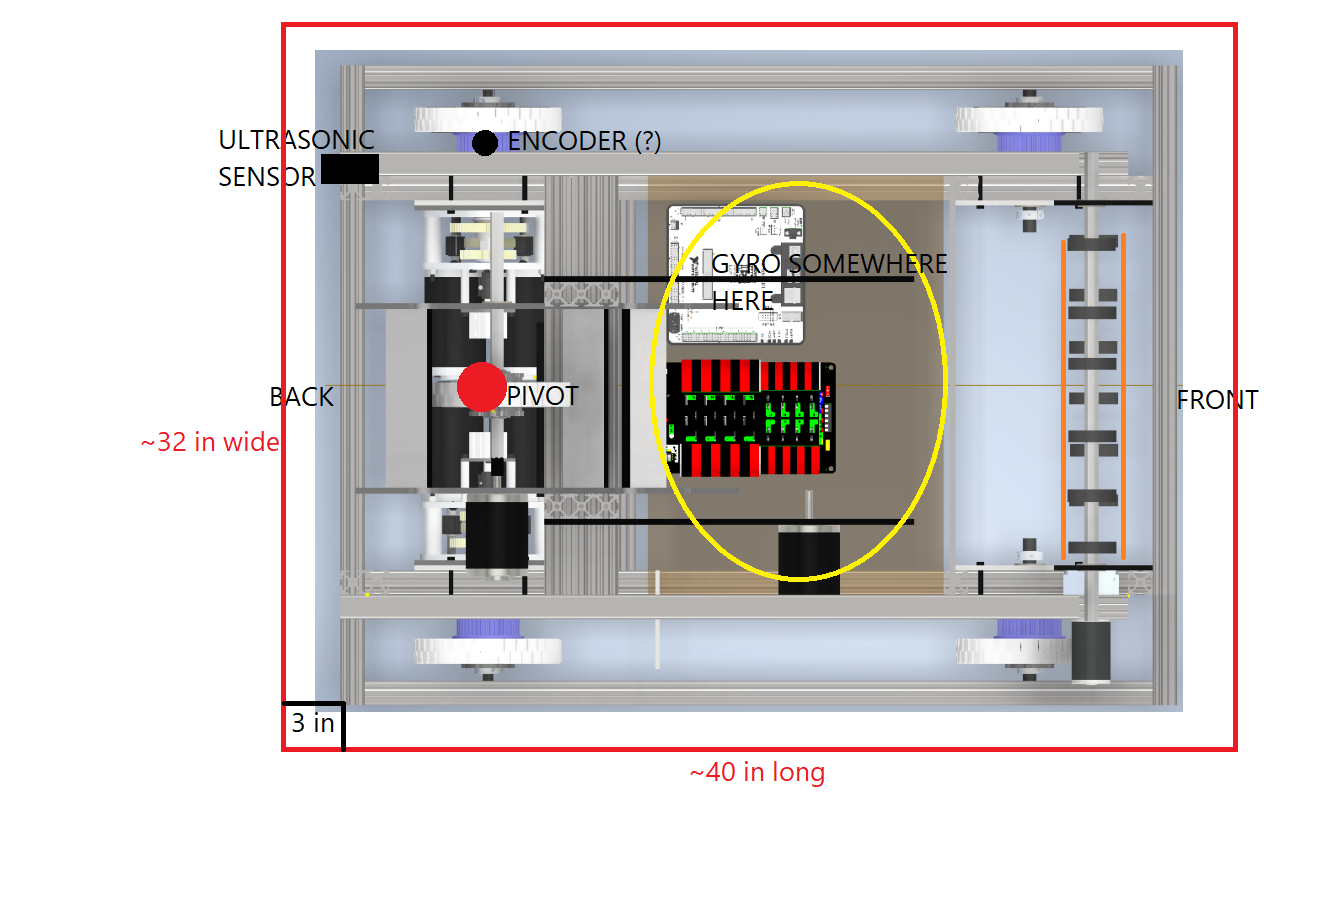 ULTRASONIC
SENSOR
ENCODER (?)
GYRO SOMEWHERE
HERE
BACK
PIVOT
FRONT
~32 in wide
3 in
~40 in long